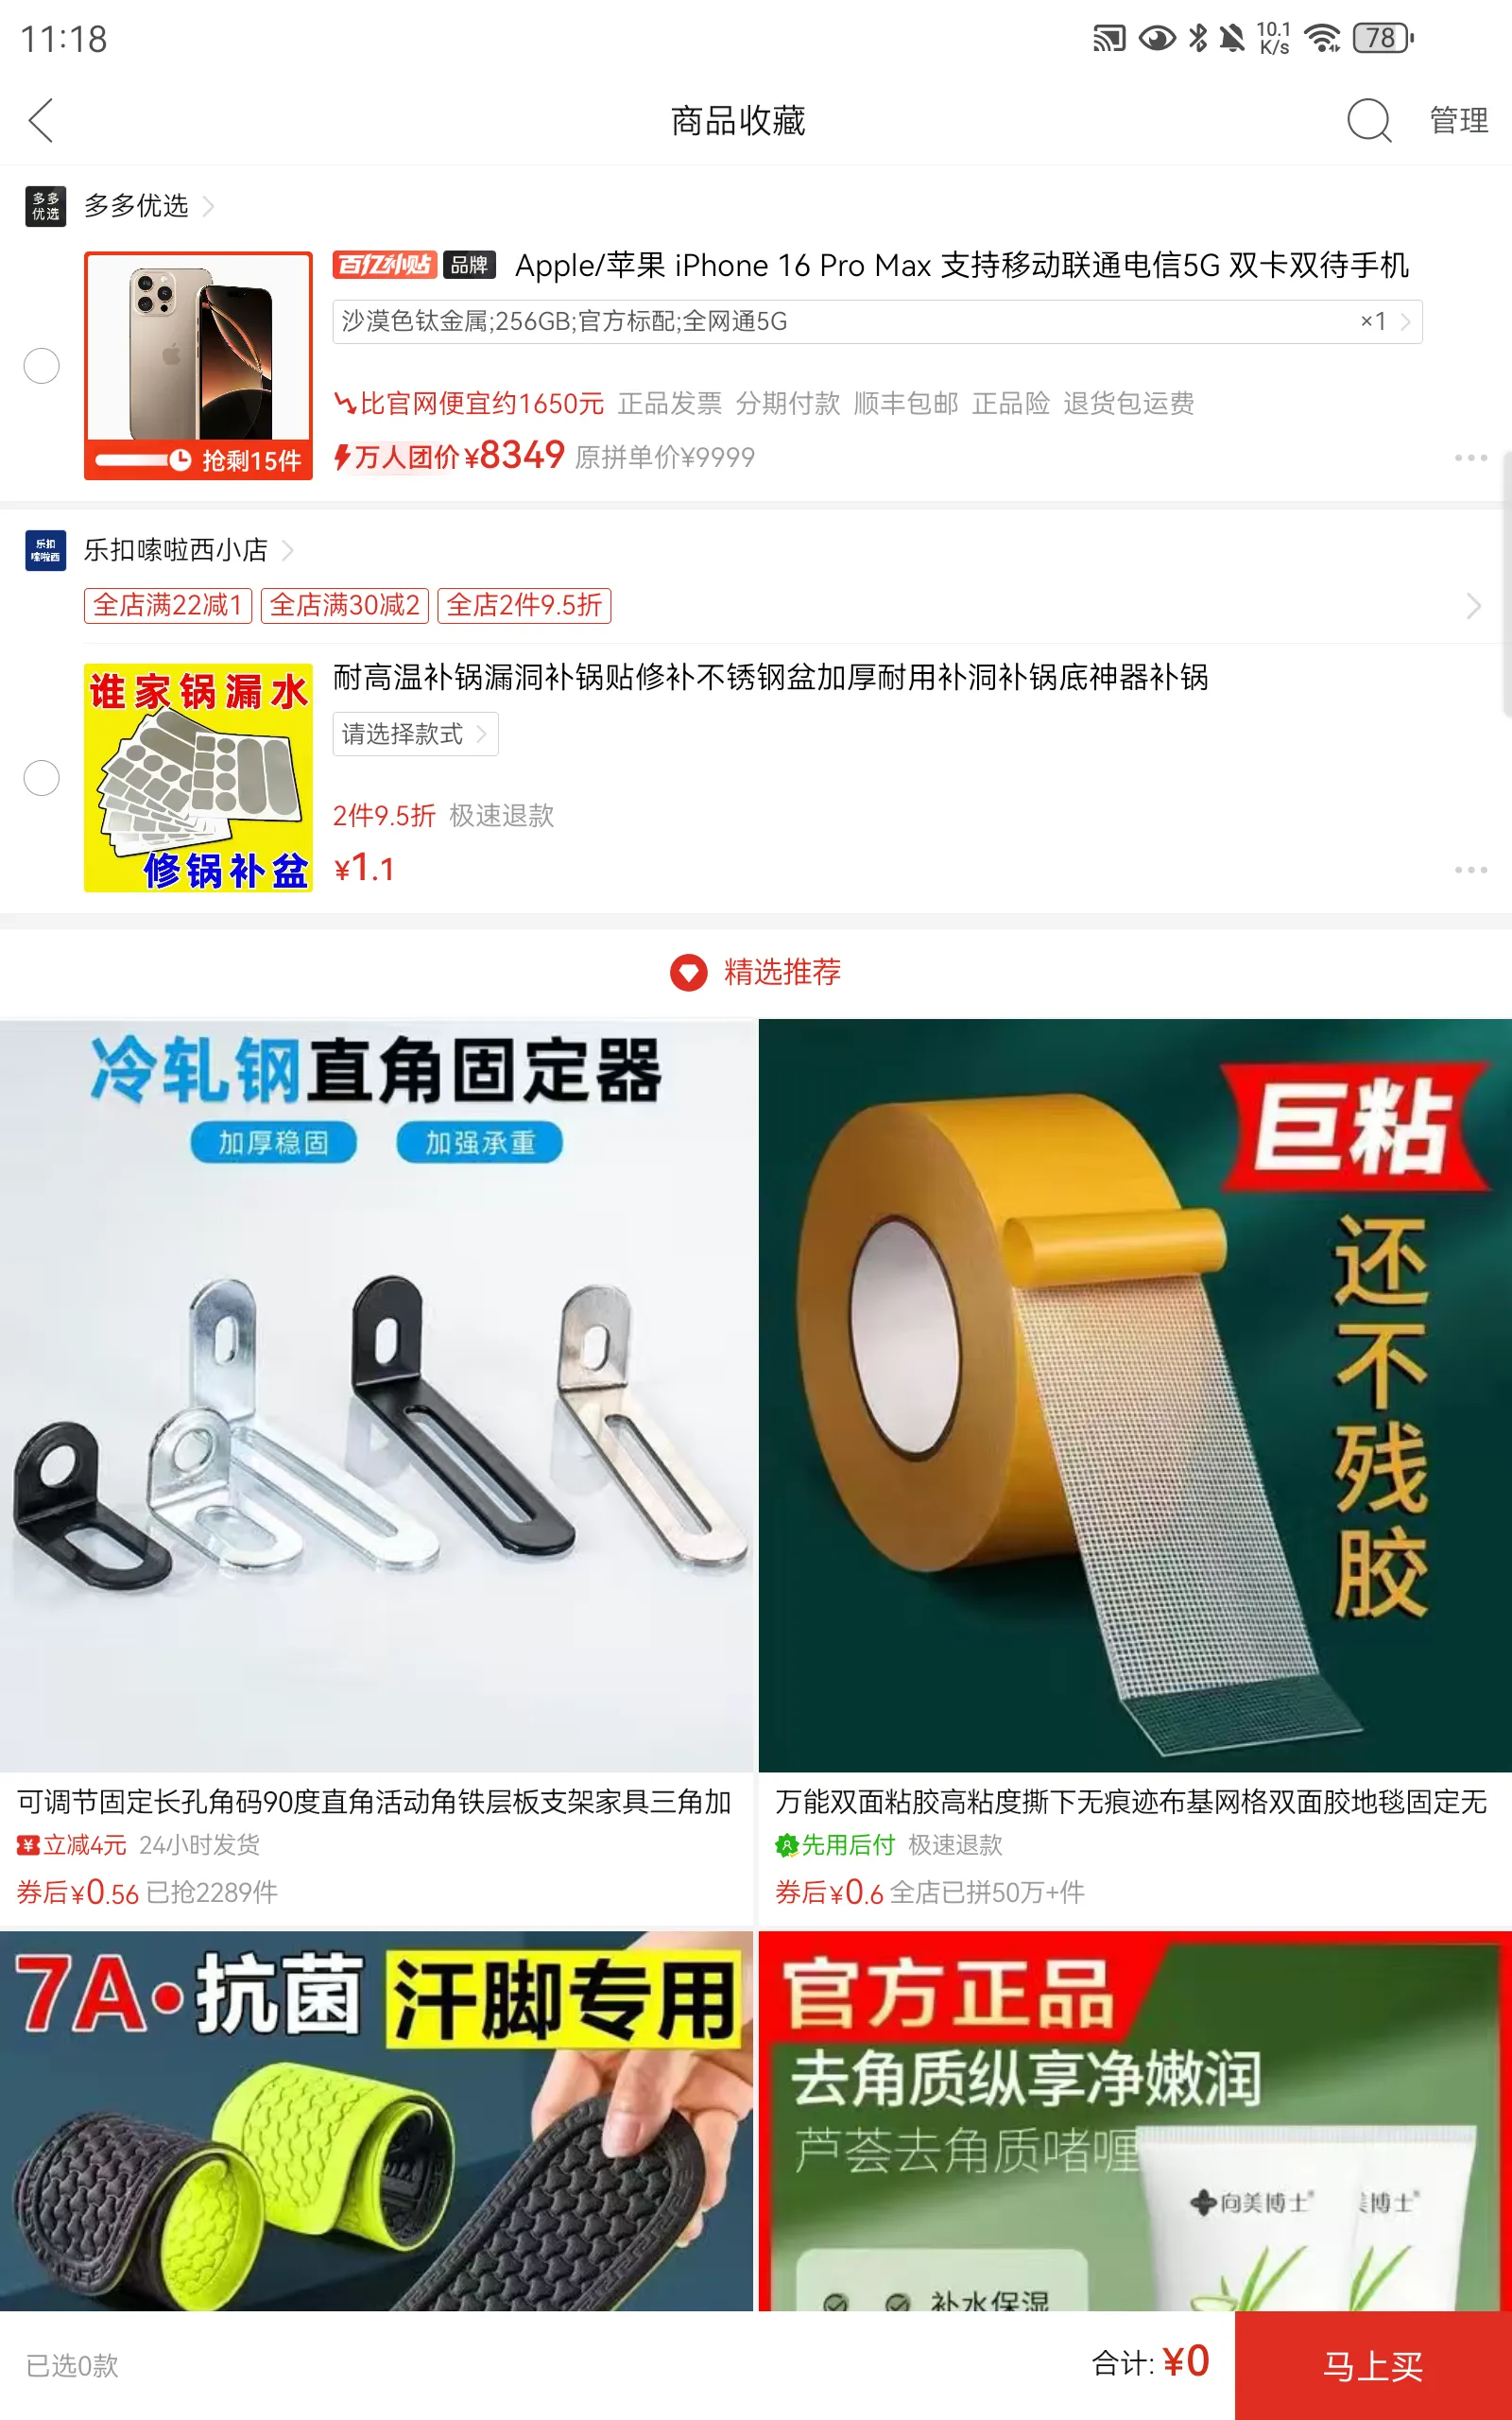 11:18
10.1
K/s
78
商品收藏
管理
多多
优选
多多优选
百亿补贴 品牌 Apple/苹果 iPhone 16 Pro Max 支持移动联通电信5G 双卡双待手机
沙漠色钛金属;256GB;官方标配;全网通5G ×1
比官网便宜约1650元 正品发票 分期付款 顺丰包邮 正品险 退货包运费
抢剩15件
万人团价 ¥8349 原拼单价¥9999
乐扣
嗦啦西
乐扣嗦啦西小店
全店满22减1 全店满30减2 全店2件9.5折
谁家锅漏水
修锅补盆
耐高温补锅漏洞补锅贴修补不锈钢盆加厚耐用补洞补锅底神器补锅
请选择款式
2件9.5折 极速退款
¥1.1
精选推荐
冷轧钢直角固定器
加厚稳固 加强承重
巨粘
还不残胶
可调节固定长孔角码90度直角活动角铁层板支架家具三角加
立减4元 24小时发货
券后¥0.56 已抢2289件
万能双面粘胶高粘度撕下无痕迹布基网格双面胶地毯固定无
先用后付 极速退款
券后¥0.6 全店已拼50万+件
7A·抗菌 汗脚专用
官方正品
去角质纵享净嫩润
芦荟去角质啫喱
向美博士
美博士
补水保湿
已选0款
合计: ¥0
马上买